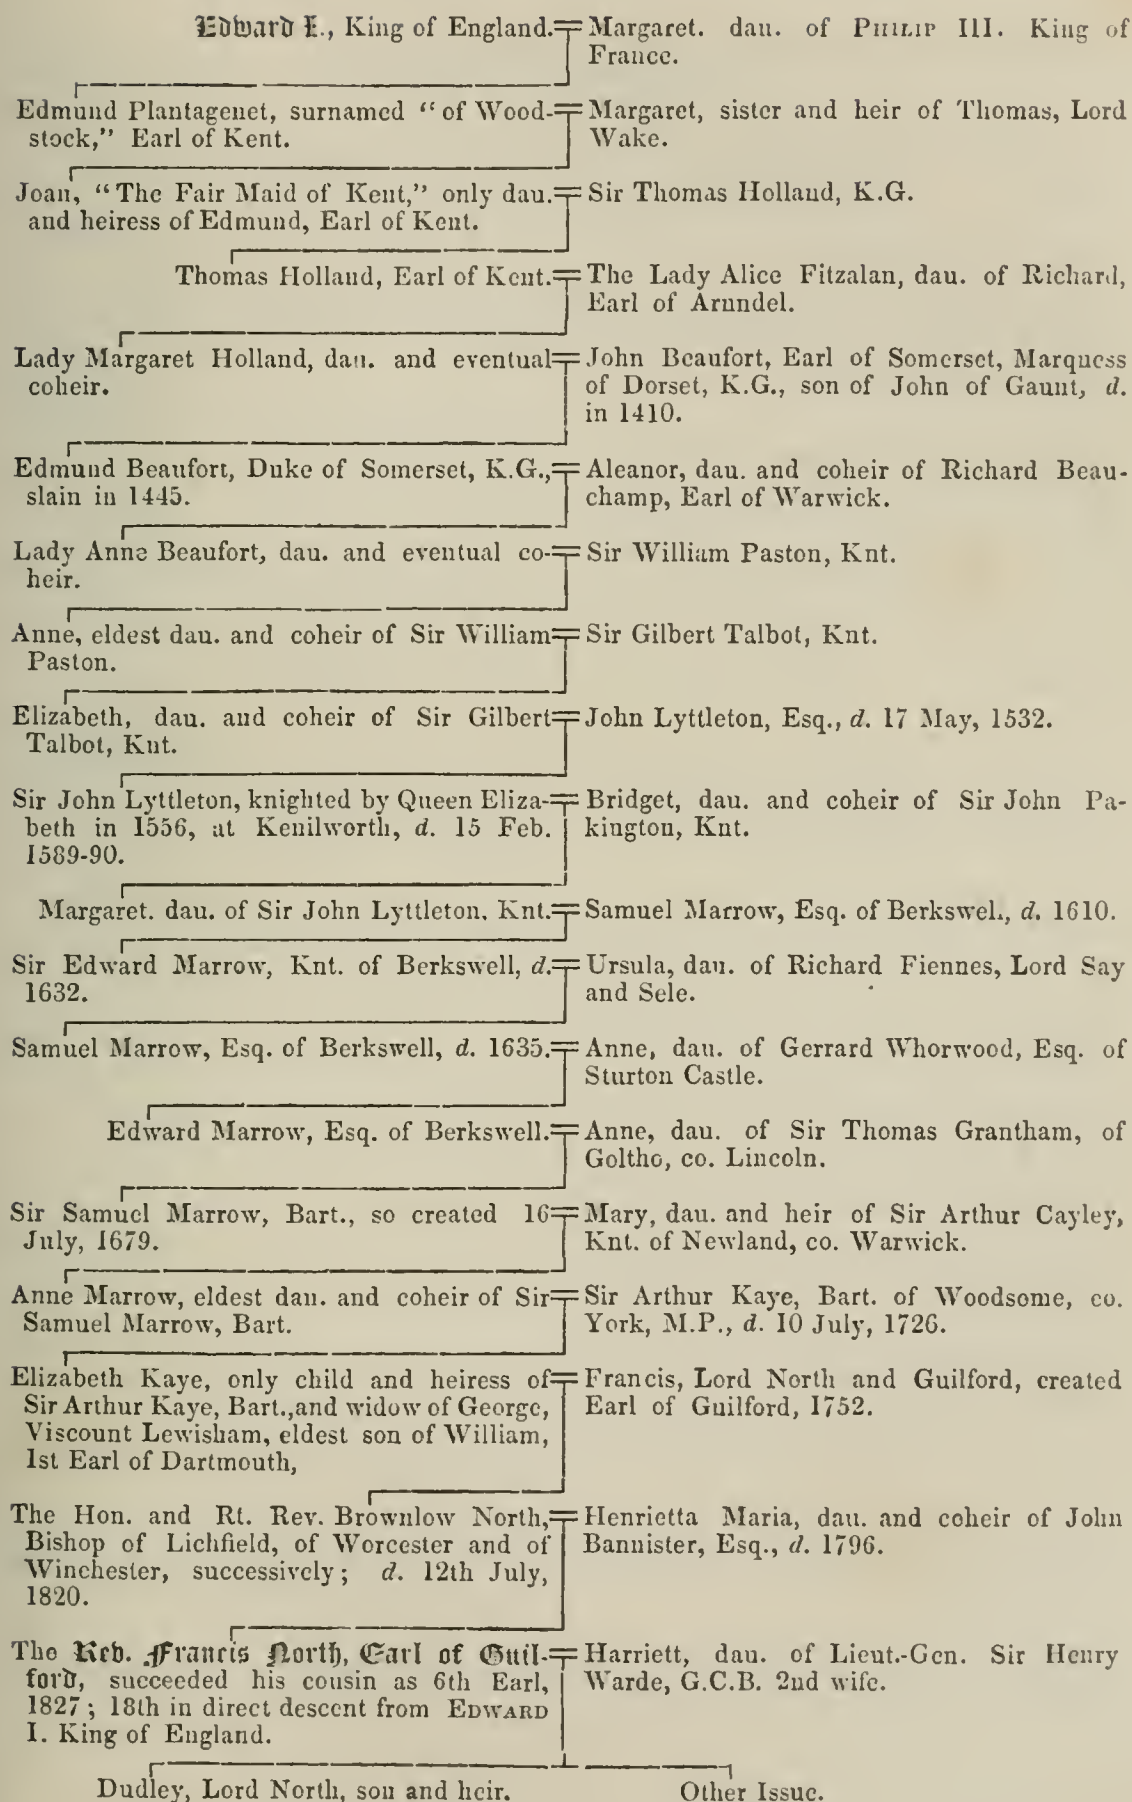 Edward I., King of England.
Margaret. dau. of PHILIP III. King of
France.
Edmund Plantagenet, surnamed “of Wood-
stock,” Earl of Kent.
Margaret, sister and heir of Thomas, Lord
Wake.
Joan, “The Fair Maid of Kent,” only dau.
and heiress of Edmund, Earl of Kent.
Sir Thomas Holland, K.G.
Thomas Holland, Earl of Kent.
The Lady Alice Fitzalan, dau. of Richard,
Earl of Arundel.
Lady Margaret Holland, dau. and eventual
coheir.
John Beaufort, Earl of Somerset, Marquess
of Dorset, K.G., son of John of Gaunt, d.
in 1410.
Edmund Beaufort, Duke of Somerset, K.G.,
slain in 1445.
Aleanor, dau. and coheir of Richard Beau-
champ, Earl of Warwick.
Lady Anne Beaufort, dau. and eventual co-
heir.
Sir William Paston, Knt.
Anne, eldest dau. and coheir of Sir William
Paston.
Sir Gilbert Talbot, Knt.
Elizabeth, dau. and coheir of Sir Gilbert
Talbot, Knt.
John Lyttleton, Esq., d. 17 May, 1532.
Sir John Lyttleton, knighted by Queen Eliza-
beth in 1556, at Kenilworth, d. 15 Feb.
1589-90.
Bridget, dau. and coheir of Sir John Pa-
kington, Knt.
Margaret. dau. of Sir John Lyttleton, Knt.
Samuel Marrow, Esq. of Berkswell, d. 1610.
Sir Edward Marrow, Knt. of Berkswell, d.
1632.
Ursula, dau. of Richard Fiennes, Lord Say
and Sele.
Samuel Marrow, Esq. of Berkswell, d. 1635.
Anne, dau. of Gerrard Whorwood, Esq. of
Sturton Castle.
Edward Marrow, Esq. of Berkswell.
Anne, dau. of Sir Thomas Grantham, of
Goltho, co. Lincoln.
Sir Samuel Marrow, Bart., so created 16
July, 1679.
Mary, dau. and heir of Sir Arthur Cayley,
Knt. of Newland, co. Warwick.
Anne Marrow, eldest dau. and coheir of Sir
Samuel Marrow, Bart.
Sir Arthur Kaye, Bart. of Woodsome, co.
York, M.P., d. 10 July, 1726.
Elizabeth Kaye, only child and heiress of
Sir Arthur Kaye, Bart.,and widow of George,
Viscount Lewisham, eldest son of William,
1st Earl of Dartmouth,
Francis, Lord North and Guilford, created
Earl of Guilford, 1752.
The Hon. and Rt. Rev. Brownlow North,
Bishop of Lichfield, of Worcester and of
Winchester, successively; d. 12th July,
1820.
Henrietta Maria, dau. and coheir of John
Bannister, Esq., d. 1796.
The Rev. Francis North, Earl of Guil-
ford, succeeded his cousin as 6th Earl,
1827; 18th in direct descent from EDWARD
I. King of England.
Harriett, dau. of Lieut.-Gen. Sir Henry
Warde, G.C.B. 2nd wife.
Dudley, Lord North, son and heir.
Other Issue.